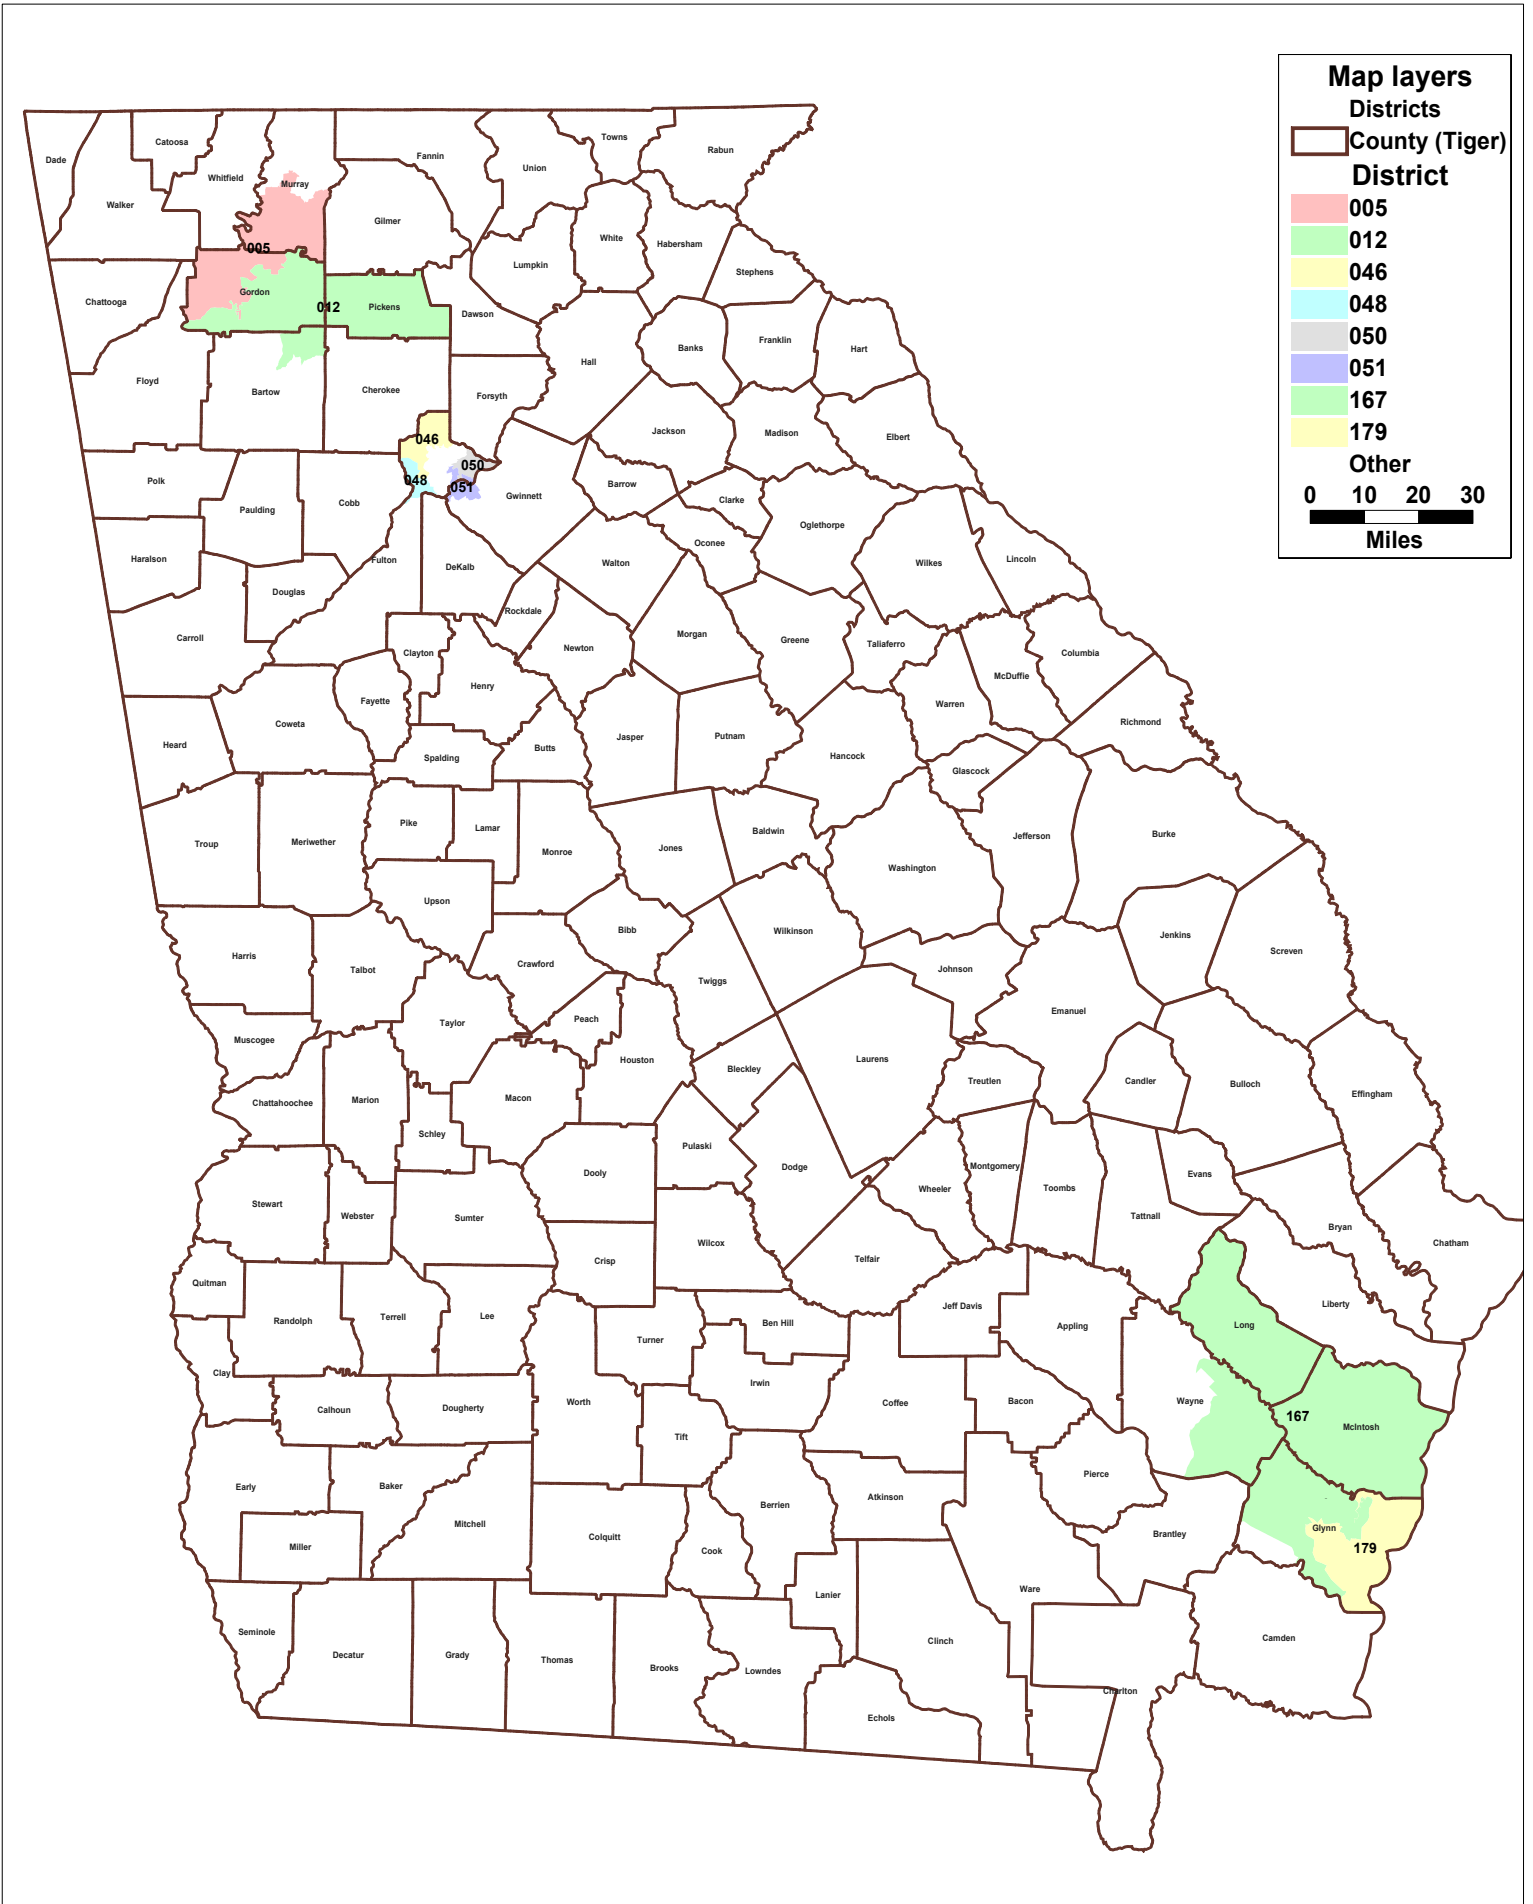 Map layers
Districts
County (Tiger)
District
005
012
046
048
050
051
167
179
Other
0 10 20 30
Miles
Dade
Catoosa
Whitfield
Murray
Fannin
Union
Towns
Rabun
Walker
Gilmer
White
Habersham
Lumpkin
Stephens
005
Chattooga
Gordon
012
Pickens
Dawson
Hall
Banks
Franklin
Hart
Floyd
Bartow
Cherokee
Forsyth
Jackson
Madison
Elbert
046
050
048
051
Polk
Paulding
Cobb
Gwinnett
Barrow
Clarke
Oglethorpe
Oconee
Haralson
Douglas
Fulton
DeKalb
Walton
Wilkes
Lincoln
Rockdale
Carroll
Clayton
Newton
Morgan
Greene
Taliaferro
Columbia
McDuffie
Henry
Fayette
Warren
Coweta
Richmond
Heard
Spalding
Butts
Jasper
Putnam
Hancock
Glascock
Troup
Meriwether
Pike
Lamar
Monroe
Jones
Baldwin
Washington
Jefferson
Burke
Upson
Bibb
Wilkinson
Jenkins
Screven
Harris
Talbot
Crawford
Twiggs
Johnson
Emanuel
Taylor
Peach
Muscogee
Houston
Laurens
Bleckley
Treutlen
Candler
Bulloch
Effingham
Chattahoochee
Marion
Macon
Schley
Pulaski
Dodge
Dooly
Montgomery
Wheeler
Toombs
Evans
Stewart
Webster
Sumter
Tattnall
Bryan
Chatham
Wilcox
Crisp
Telfair
Quitman
Randolph
Terrell
Lee
Turner
Ben Hill
Jeff Davis
Appling
Long
Liberty
Clay
Calhoun
Dougherty
Worth
Irwin
Coffee
Bacon
Wayne
167
McIntosh
Tift
Early
Baker
Mitchell
Pierce
Berrien
Atkinson
Brantley
Glynn
179
Miller
Colquitt
Cook
Lanier
Ware
Seminole
Decatur
Grady
Thomas
Brooks
Lowndes
Clinch
Camden
Charlton
Echols